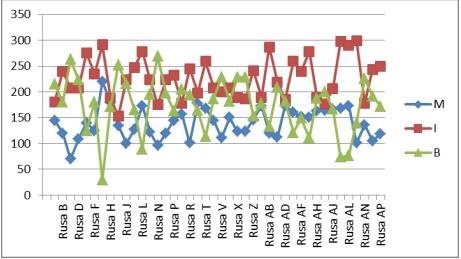 350
300
250
200
150
100
50
0
M
I
B
Rusa B
Rusa D
Rusa F
Rusa H
Rusa J
Rusa L
Rusa N
Rusa P
Rusa R
Rusa T
Rusa V
Rusa X
Rusa Z
Rusa AB
Rusa AD
Rusa AF
Rusa AH
Rusa AJ
Rusa AL
Rusa AN
Rusa AP